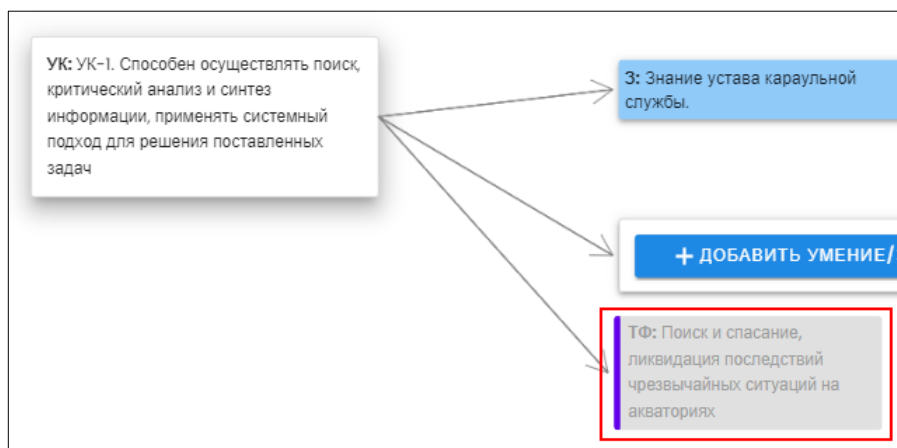 УК: УК-1. Способен осуществлять поиск,
критический анализ и синтез
информации, применять системный
подход для решения поставленных
задач
З: Знание устава караульной
службы.
+ ДОБАВИТЬ УМЕНИЕ/
ТФ: Поиск и спасание,
ликвидация последствий
чрезвычайных ситуаций на
акваториях